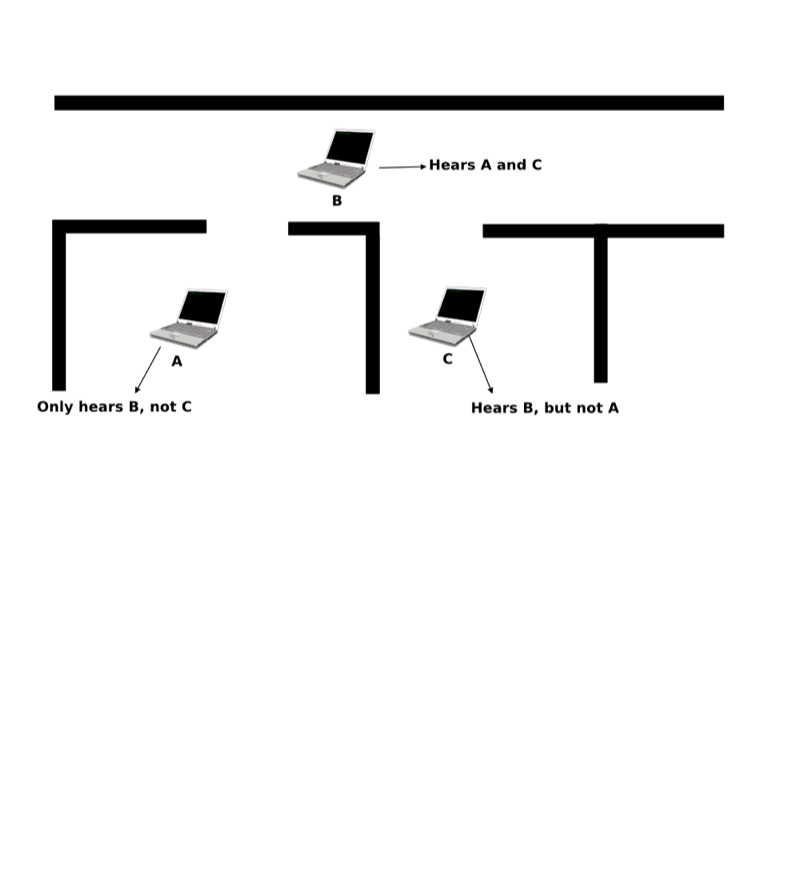 Hears A and C
B
A
C
Only hears B, not C
Hears B, but not A